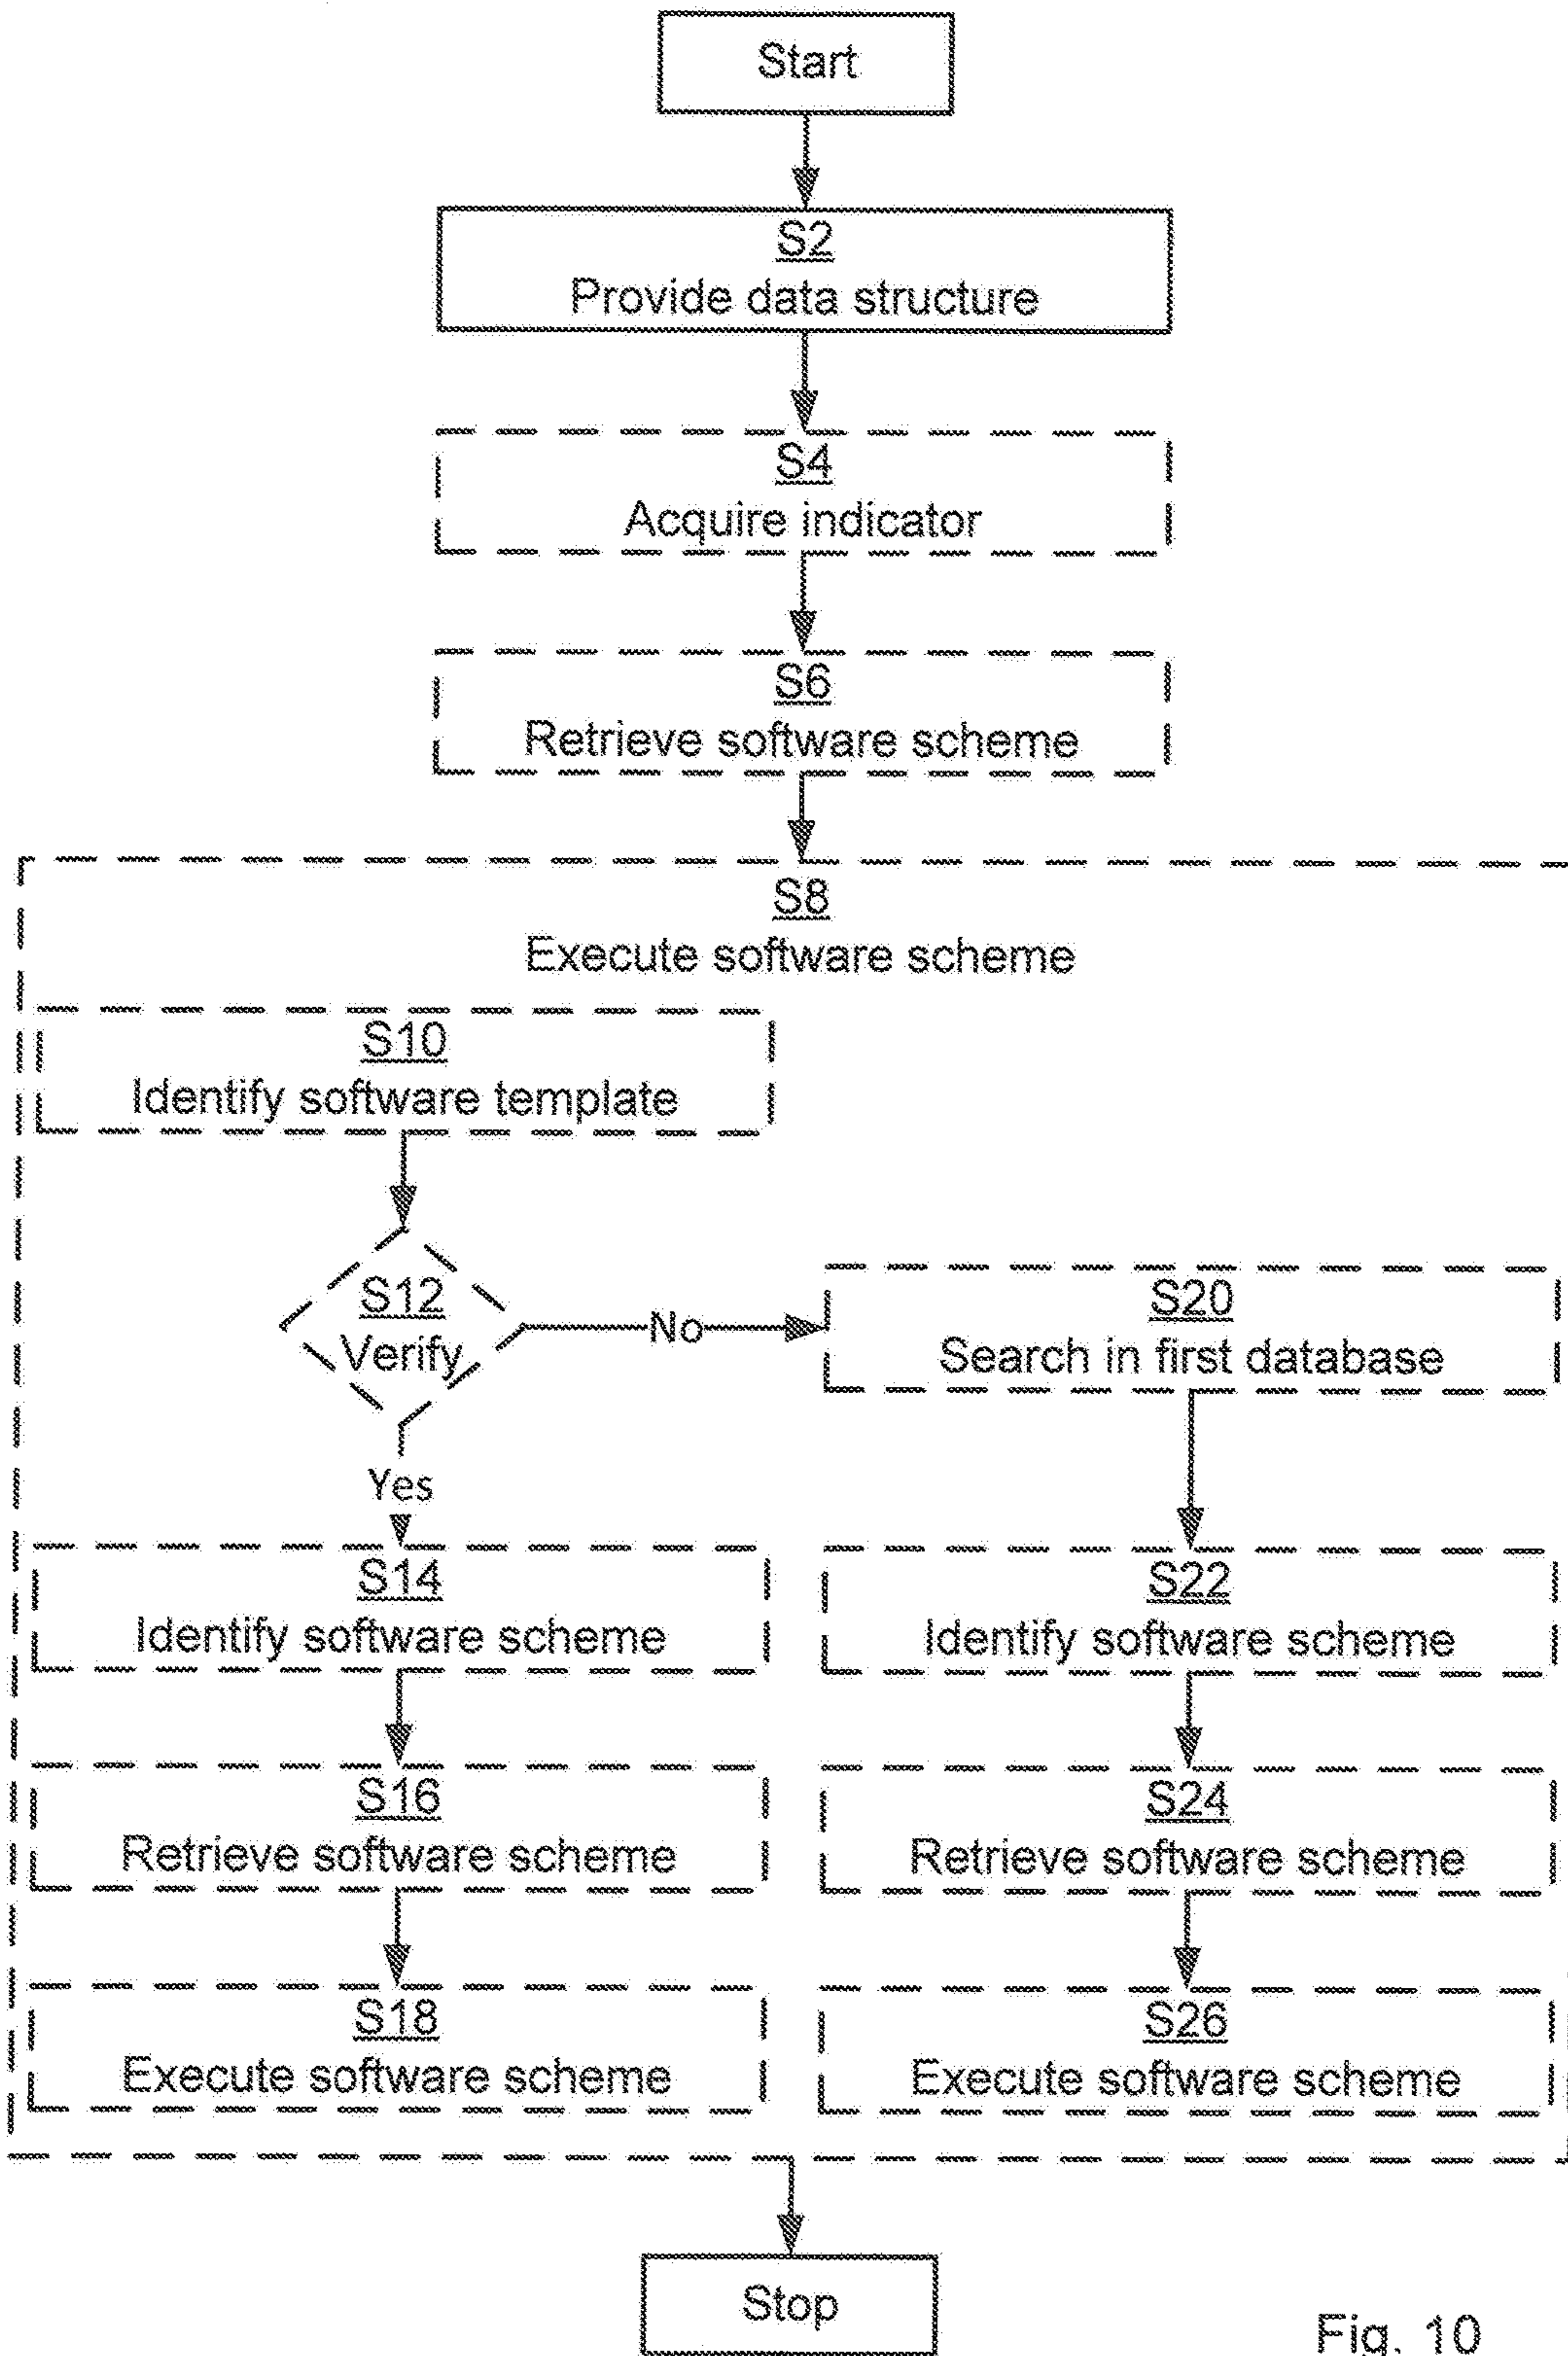 Start
S2
Provide data structure
S4
Acquire indicator
S6
Retrieve software scheme
S8
Execute software scheme
S10
Identify software template
S12
Verify
No
Yes
S14
Identify software scheme
S16
Retrieve software scheme
S18
Execute software scheme
S20
Search in first database
S22
Identify software scheme
S24
Retrieve software scheme
S26
Execute software scheme
Stop
Fig. 10